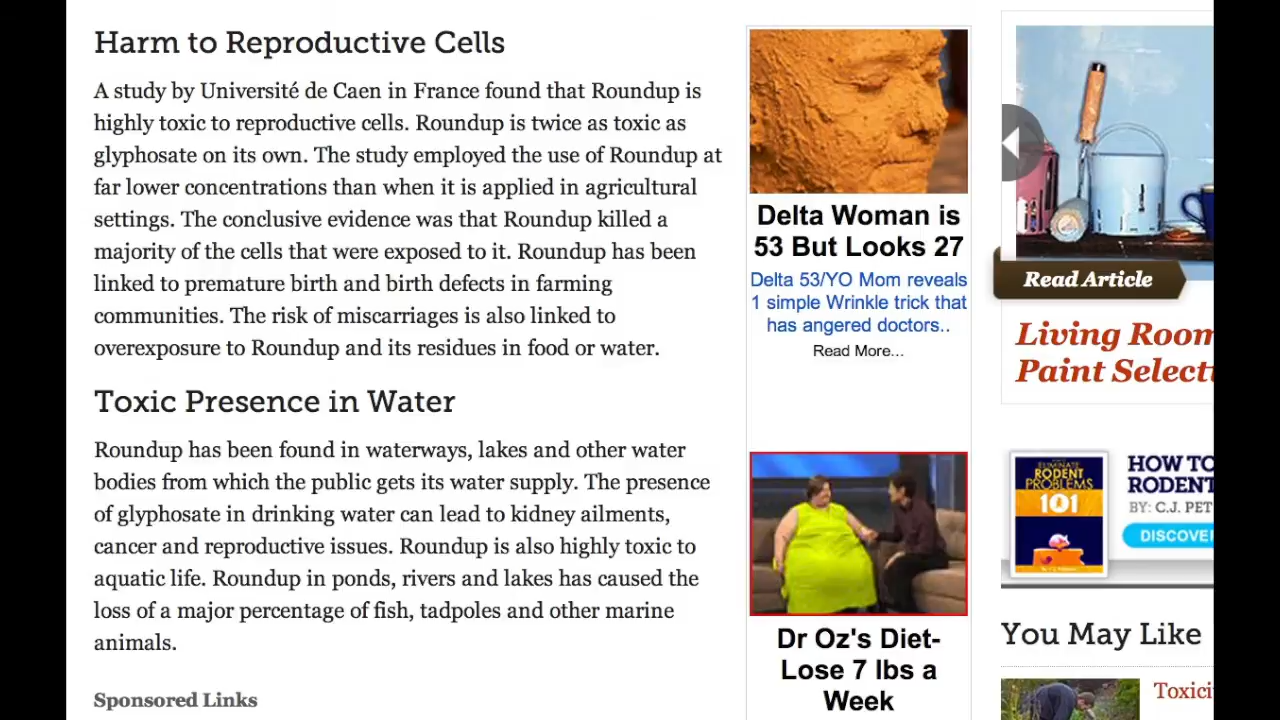 Harm to Reproductive Cells
A study by Université de Caen in France found that Roundup is
highly toxic to reproductive cells. Roundup is twice as toxic as
glyphosate on its own. The study employed the use of Roundup at
far lower concentrations than when it is applied in agricultural
settings. The conclusive evidence was that Roundup killed a
majority of the cells that were exposed to it. Roundup has been
linked to premature birth and birth defects in farming
communities. The risk of miscarriages is also linked to
overexposure to Roundup and its residues in food or water.
Toxic Presence in Water
Roundup has been found in waterways, lakes and other water
bodies from which the public gets its water supply. The presence
of glyphosate in drinking water can lead to kidney ailments,
cancer and reproductive issues. Roundup is also highly toxic to
aquatic life. Roundup in ponds, rivers and lakes has caused the
loss of a major percentage of fish, tadpoles and other marine
animals.
Sponsored Links
Delta Woman is
53 But Looks 27
Delta 53/YO Mom reveals
1 simple Wrinkle trick that
has angered doctors..
Read More...
Dr Oz's Diet-
Lose 7 lbs a
Week
Read Article
Living Room
Paint Select
ELIMINATE
RODENT
PROBLEMS
101
HOW TO
RODENT
BY: C.J. PET
DISCOVE
You May Like
Toxici